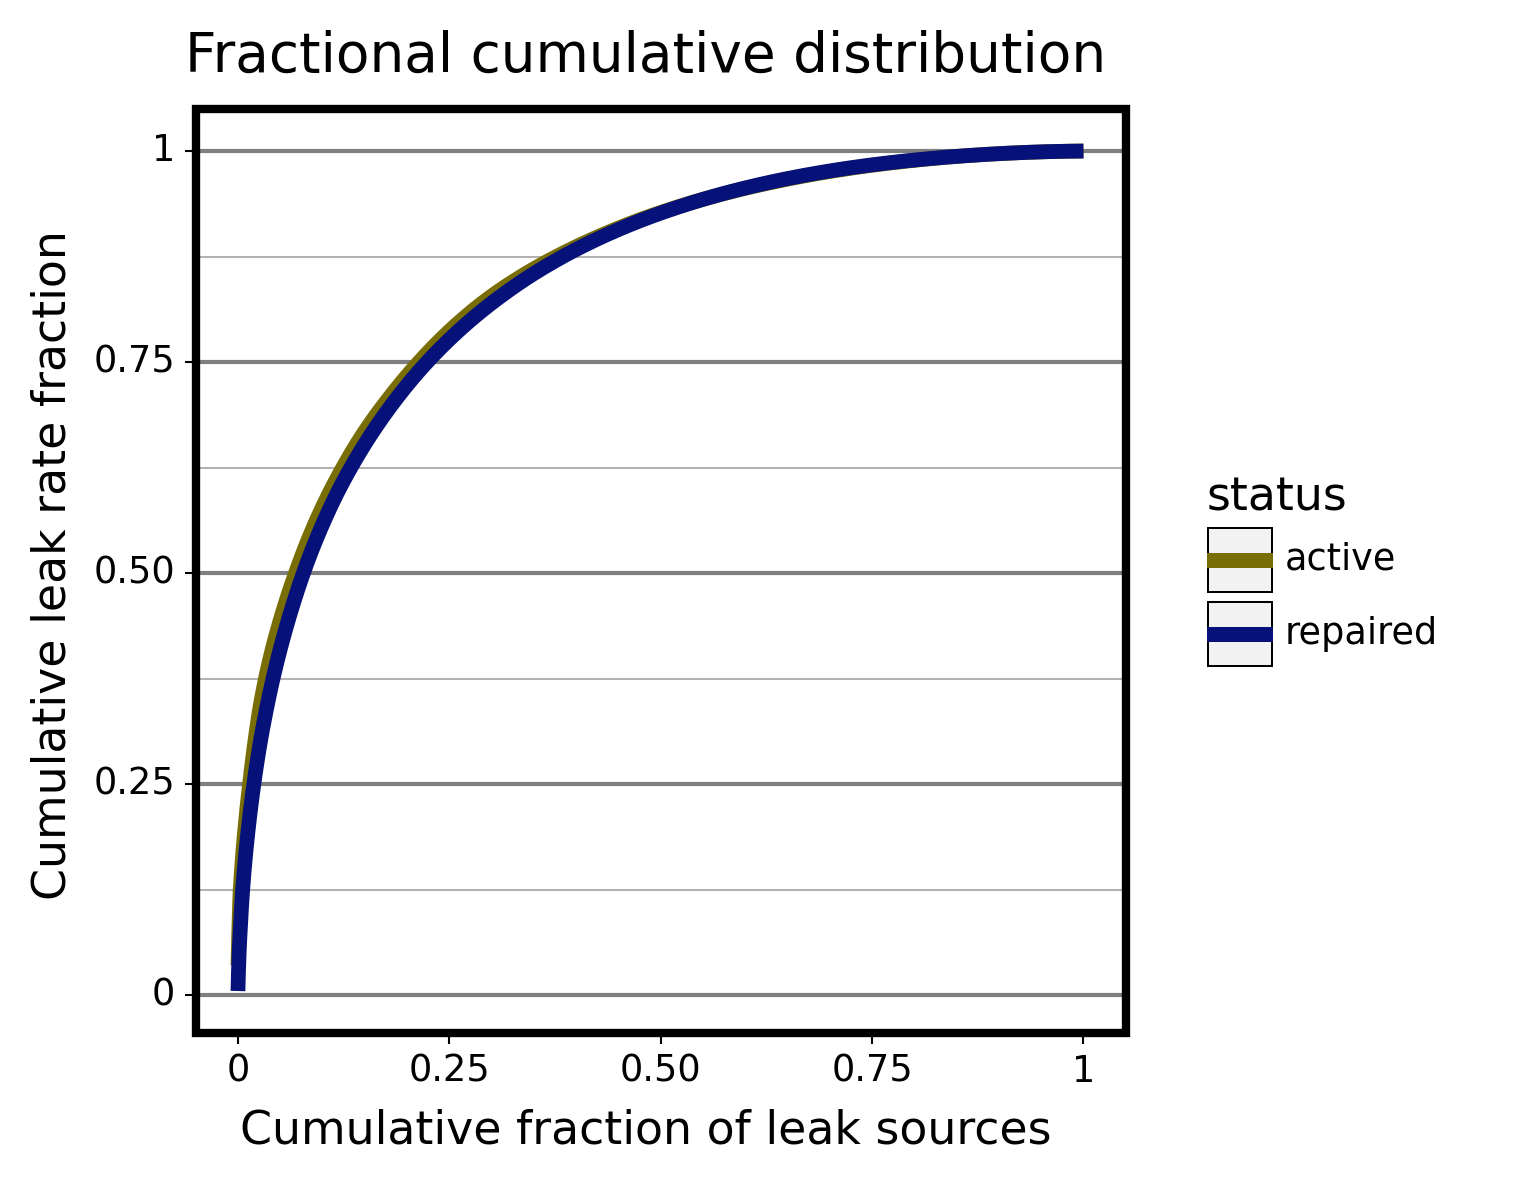 Fractional cumulative distribution
Cumulative leak rate fraction
1
0.75
0.50
0.25
0
0 0.25 0.50 0.75 1
Cumulative fraction of leak sources
status
active
repaired